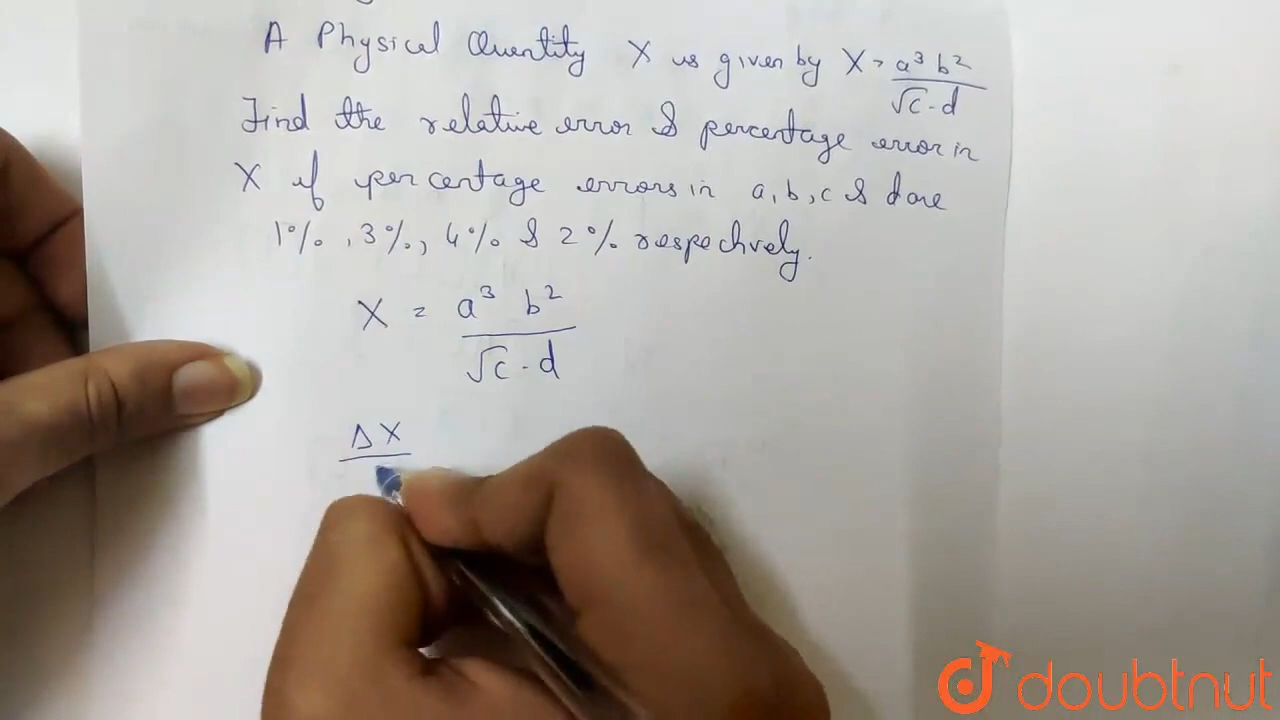 A Physical Quantity X is given by X = a³ b² / √c · d
Find the relative error & percentage error in
X if percentage errors in a, b, c & d are
1%, 3%, 4% & 2% respectively.
X = a³ b² / √c · d
ΔX
doubtnut